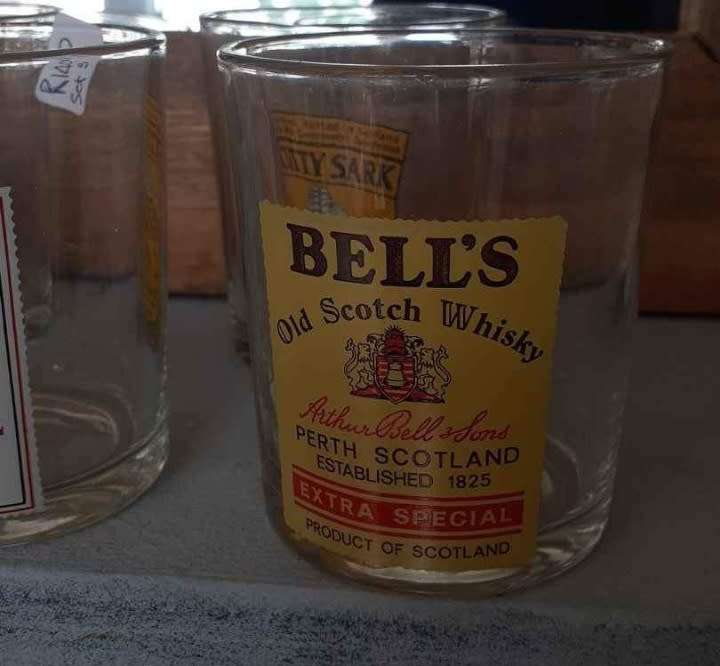 BELL'S
Old Scotch Whisky
Arthur Bell & Sons
PERTH SCOTLAND
ESTABLISHED 1825
EXTRA SPECIAL
PRODUCT OF SCOTLAND
TTY SARK